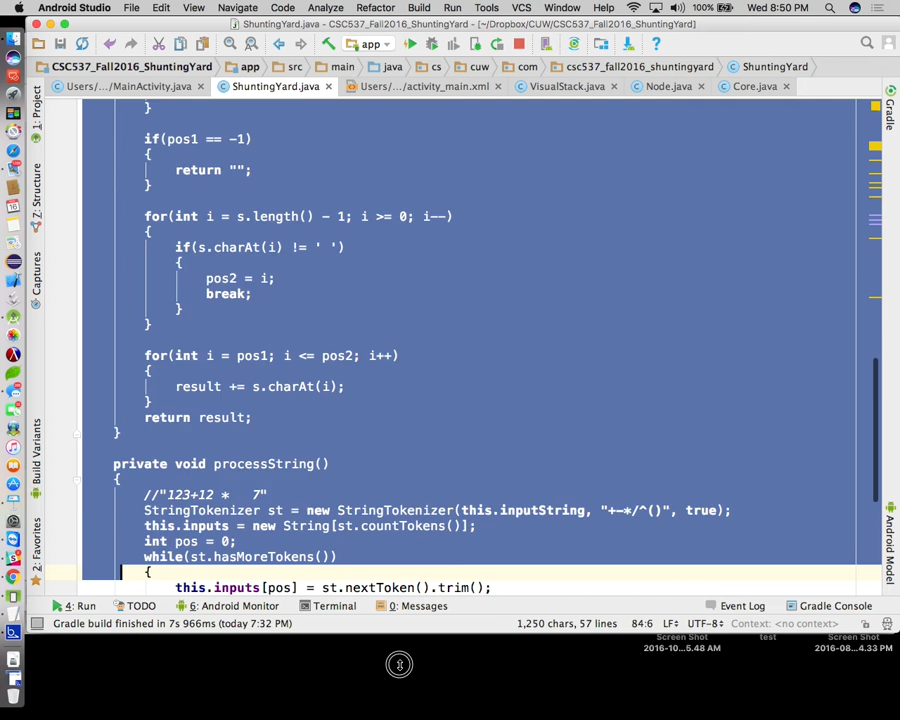 Android Studio File Edit View Navigate Code Analyze Refactor Build Run Tools VCS Window Help 100% Wed 8:50 PM
ShuntingYard.java - CSC537_Fall2016_ShuntingYard - [~/Dropbox/CUW/CSC537_Fall2016_ShuntingYard]
app
CSC537_Fall2016_ShuntingYard app src main java cs cuw com csc537_fall2016_shuntingyard ShuntingYard
Users/.../MainActivity.java ShuntingYard.java Users/.../activity_main.xml VisualStack.java Node.java Core.java
1: Project
7: Structure
Captures
Build Variants
2: Favorites
Gradle
Android Model
}
if(pos1 == -1)
{
return "";
}
for(int i = s.length() - 1; i >= 0; i--)
{
if(s.charAt(i) != ' ')
{
pos2 = i;
break;
}
}
for(int i = pos1; i <= pos2; i++)
{
result += s.charAt(i);
}
return result;
}
private void processString()
{
//"123+12 *   7"
StringTokenizer st = new StringTokenizer(this.inputString, "+-*/^()", true);
this.inputs = new String[st.countTokens()];
int pos = 0;
while(st.hasMoreTokens())
{
this.inputs[pos] = st.nextToken().trim();
4: Run TODO 6: Android Monitor Terminal 0: Messages Event Log Gradle Console
Gradle build finished in 7s 966ms (today 7:32 PM) 1,250 chars, 57 lines 84:6 LF UTF-8 Context: <no context>
Screen Shot
2016-10...5.48 AM
test
Screen Shot
2016-08...4.33 PM